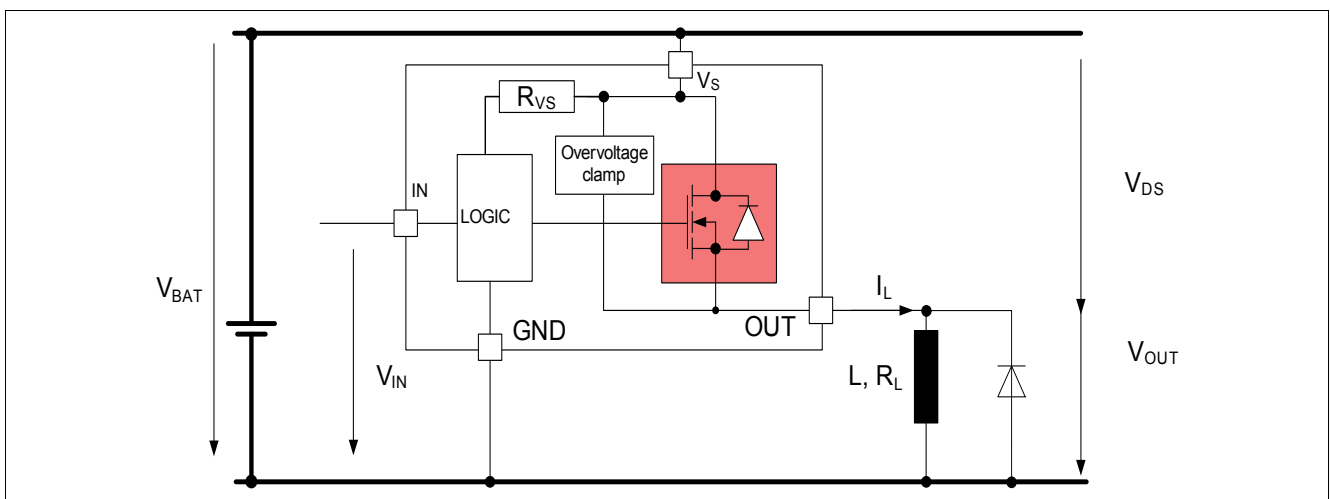 V_S
R_VS
Overvoltage
clamp
IN
LOGIC
V_DS
V_BAT
GND
OUT
I_L
V_IN
L, R_L
V_OUT